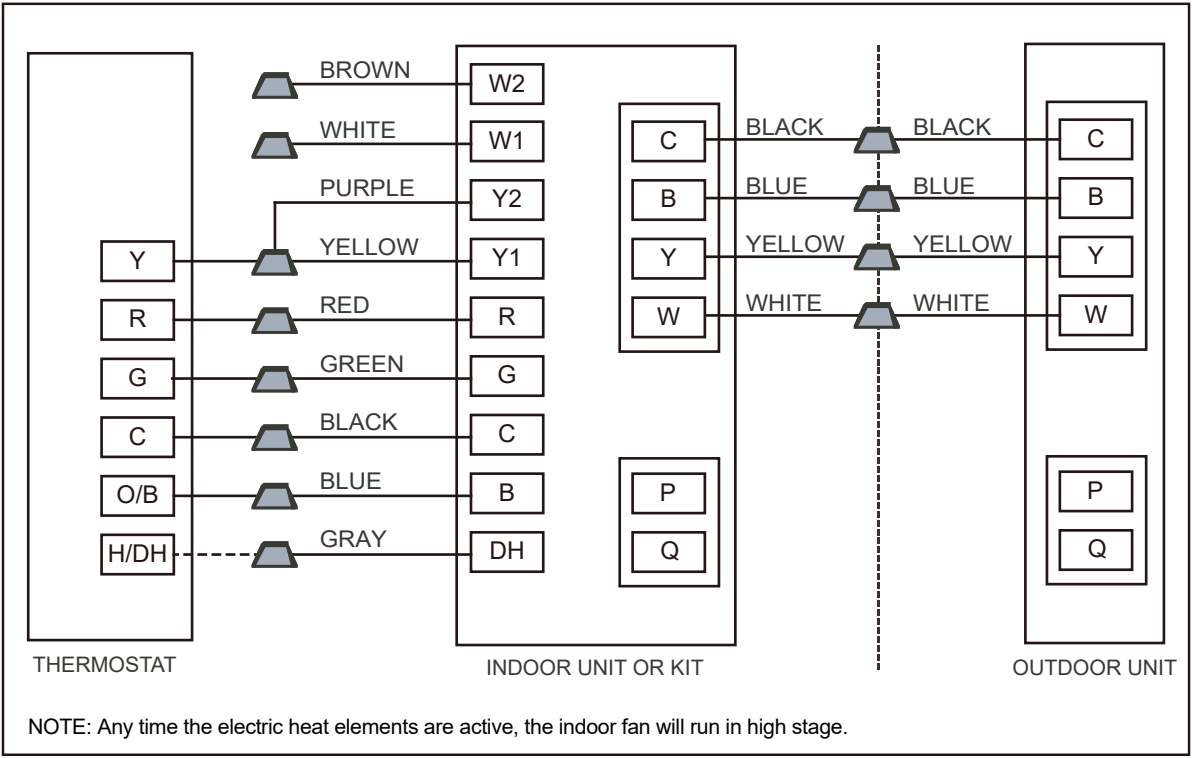 BROWN
W2
WHITE
W1
C
BLACK
BLACK
C
PURPLE
Y2
B
BLUE
BLUE
B
Y
YELLOW
Y1
Y
YELLOW
YELLOW
Y
R
RED
R
W
WHITE
WHITE
W
G
GREEN
G
C
BLACK
C
O/B
BLUE
B
P
P
H/DH
GRAY
DH
Q
Q
THERMOSTAT
INDOOR UNIT OR KIT
OUTDOOR UNIT
NOTE: Any time the electric heat elements are active, the indoor fan will run in high stage.